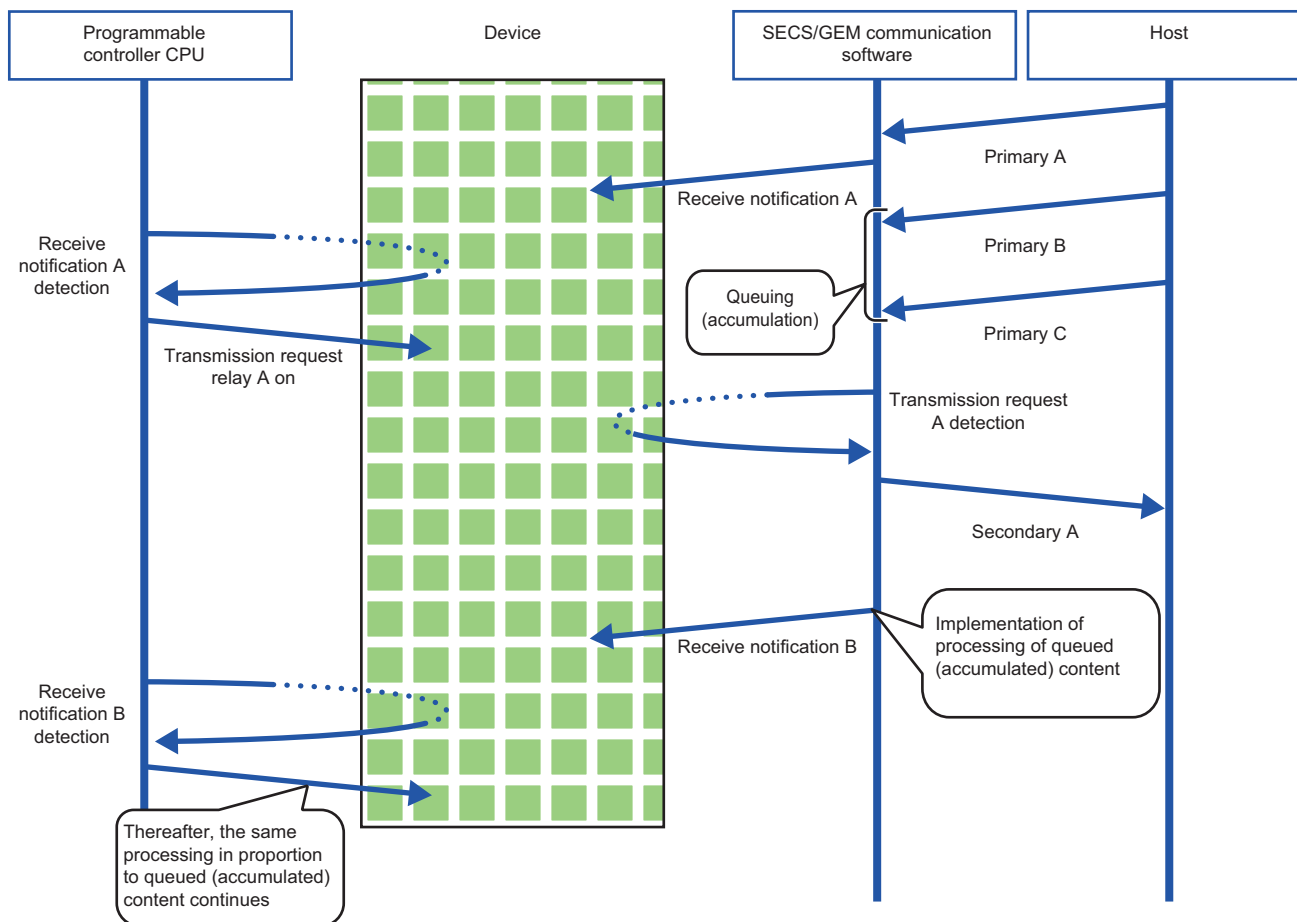 Programmable
controller CPU
Device
SECS/GEM communication
software
Host
Primary A
Receive notification A
Primary B
Receive
notification A
detection
Queuing
(accumulation)
Primary C
Transmission request
relay A on
Transmission request
A detection
Secondary A
Implementation of
processing of queued
(accumulated) content
Receive notification B
Receive
notification B
detection
Thereafter, the same
processing in proportion
to queued (accumulated)
content continues